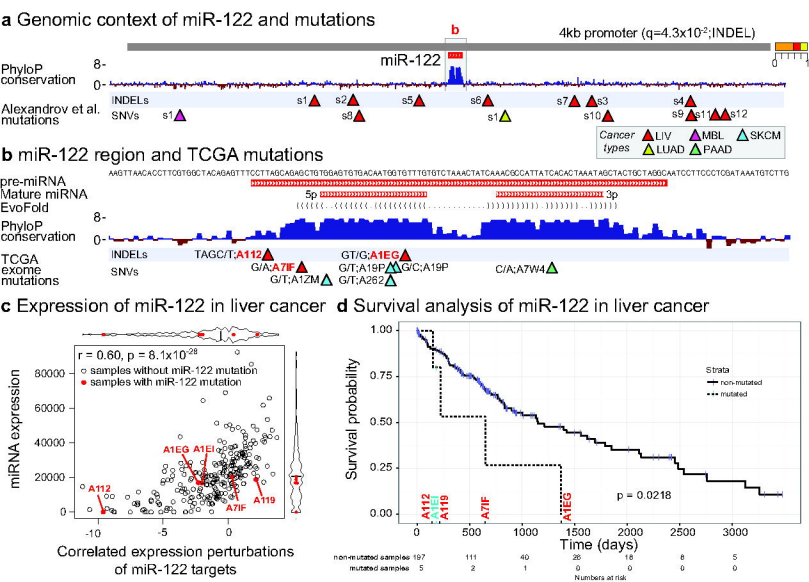 a Genomic context of miR-122 and mutations
b
4kb promoter (q=4.3x10-2;INDEL)
miR-122
0 1
PhyloP
conservation
8
0
Alexandrov et al.
mutations
INDELs s1 s2 s5 s6 s7 s3 s4
SNVs s1 s8 s1 s10 s9 s11 s12
Cancer
types
LIV MBL SKCM
LUAD PAAD
b miR-122 region and TCGA mutations
pre-miRNA
Mature miRNA 5p 3p
EvoFold
PhyloP
conservation
8
0
TCGA
exome
mutations
INDELs TAGC/T;A112 GT/G;A1EG
SNVs G/A;A7IF G/T;A19P G/C;A19P C/A;A7W4
G/T;A1ZM G/T;A262
c Expression of miR-122 in liver cancer
r = 0.60, p = 8.1x10-28
samples without miR-122 mutation
samples with miR-122 mutation
miRNA expression
80000
60000
40000
20000
0
A1EG A1EI
A112 A7IF A119
-10 -5 0
Correlated expression perturbations
of miR-122 targets
d Survival analysis of miR-122 in liver cancer
Survival probability
1.00
0.75
0.50
0.25
0.00
Strata
non-mutated
mutated
p = 0.0218
A112 A1EI A119 A7IF A1EG
0 500 1000 1500 2000 2500 3000
Time (days)
non-mutated samples 197 111 40 26 18 8 5
mutated samples 5 2 1 0 0 0 0
Numbers at risk